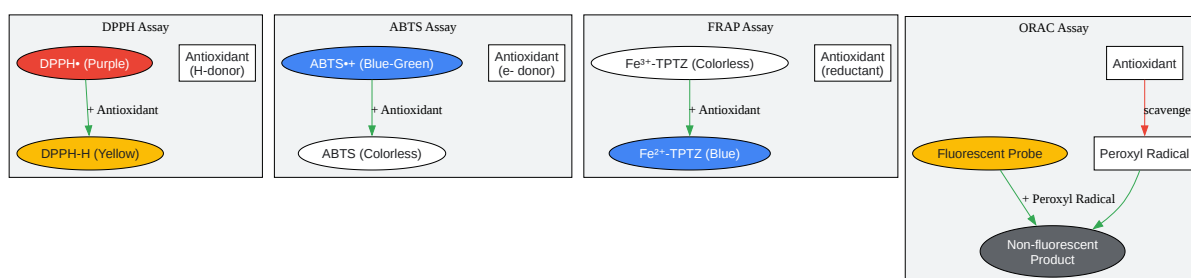 DPPH Assay
DPPH• (Purple)
Antioxidant
(H-donor)
+ Antioxidant
DPPH-H (Yellow)
ABTS Assay
ABTS•+ (Blue-Green)
Antioxidant
(e- donor)
+ Antioxidant
ABTS (Colorless)
FRAP Assay
Fe³⁺-TPTZ (Colorless)
Antioxidant
(reductant)
+ Antioxidant
Fe²⁺-TPTZ (Blue)
ORAC Assay
Antioxidant
scavenge
Fluorescent Probe
Peroxyl Radical
+ Peroxyl Radical
Non-fluorescent
Product